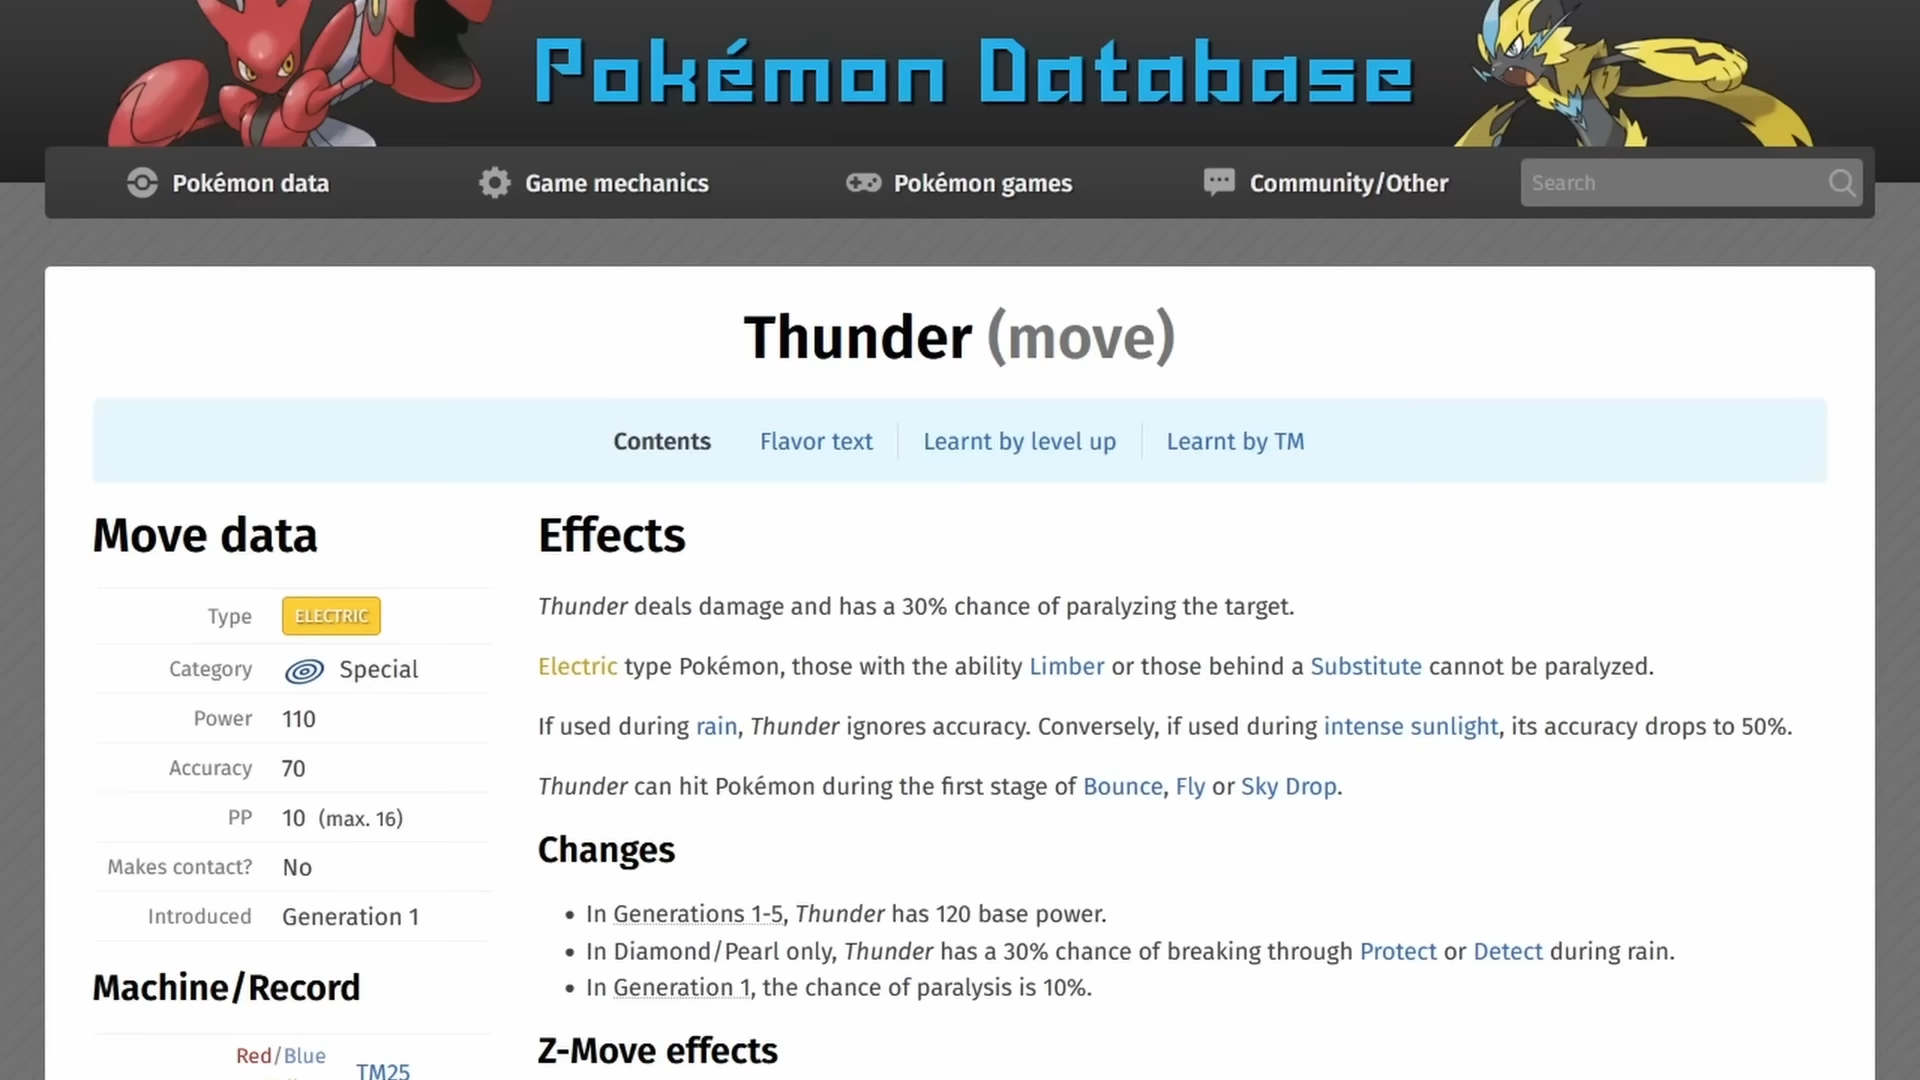 Pokémon Database
Pokémon data
Game mechanics
Pokémon games
Community/Other
Search
Thunder (move)
Contents
Flavor text
Learnt by level up
Learnt by TM
Move data
Type ELECTRIC
Category Special
Power 110
Accuracy 70
PP 10 (max. 16)
Makes contact? No
Introduced Generation 1
Machine/Record
Red/Blue
TM25
Effects
Thunder deals damage and has a 30% chance of paralyzing the target.
Electric type Pokémon, those with the ability Limber or those behind a Substitute cannot be paralyzed.
If used during rain, Thunder ignores accuracy. Conversely, if used during intense sunlight, its accuracy drops to 50%.
Thunder can hit Pokémon during the first stage of Bounce, Fly or Sky Drop.
Changes
• In Generations 1-5, Thunder has 120 base power.
• In Diamond/Pearl only, Thunder has a 30% chance of breaking through Protect or Detect during rain.
• In Generation 1, the chance of paralysis is 10%.
Z-Move effects